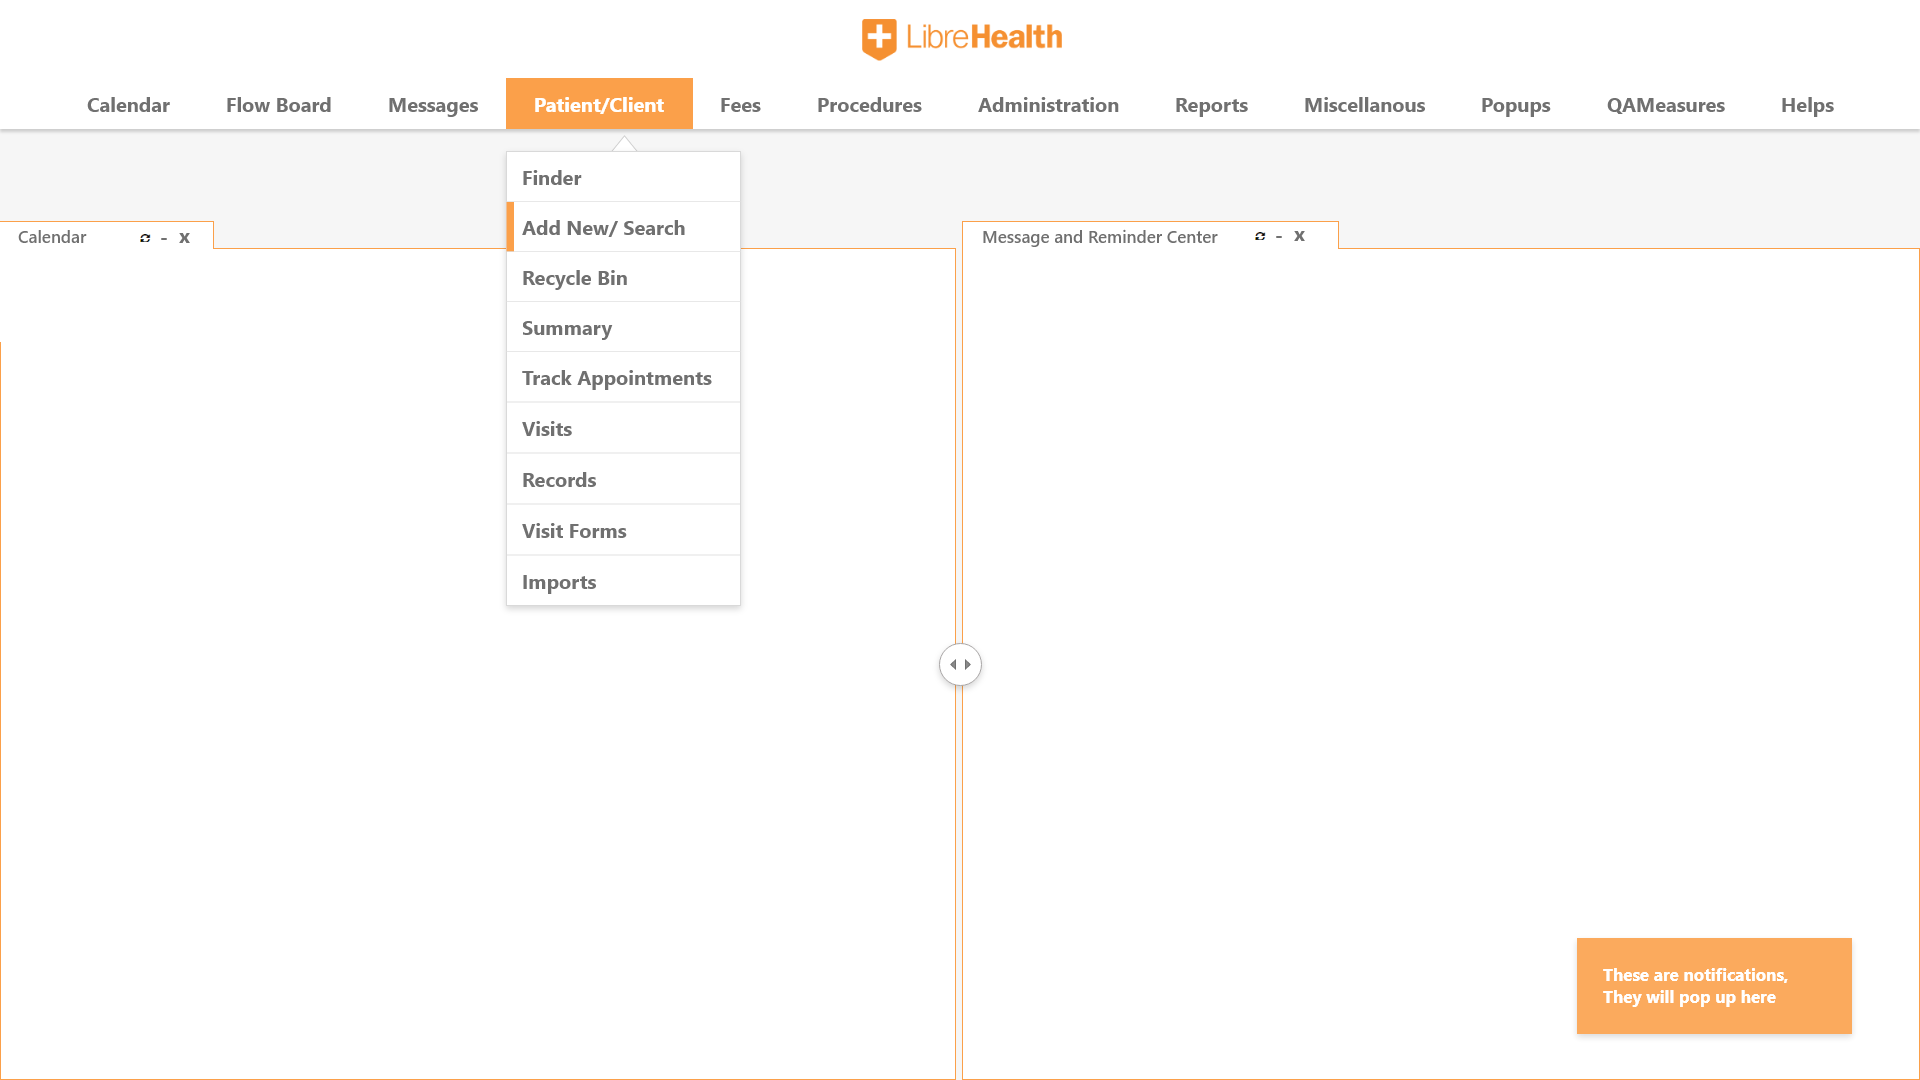 LibreHealth
Calendar
Flow Board
Messages
Patient/Client
Fees
Procedures
Administration
Reports
Miscellanous
Popups
QAMeasures
Helps
Finder
Add New/ Search
Recycle Bin
Summary
Track Appointments
Visits
Records
Visit Forms
Imports
Calendar - X
Message and Reminder Center - X
These are notifications,
They will pop up here